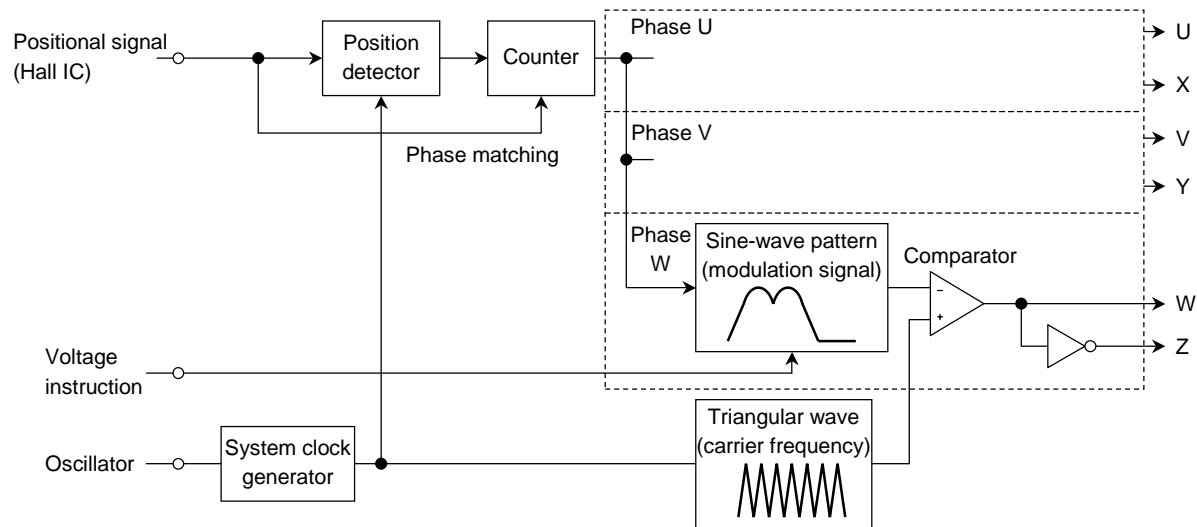 Positional signal
(Hall IC)
Position
detector
Counter
Phase matching
Phase U
U
X
Phase V
V
Y
Phase
W
Sine-wave pattern
(modulation signal)
Comparator
–
+
W
Z
Voltage
instruction
Oscillator
System clock
generator
Triangular wave
(carrier frequency)